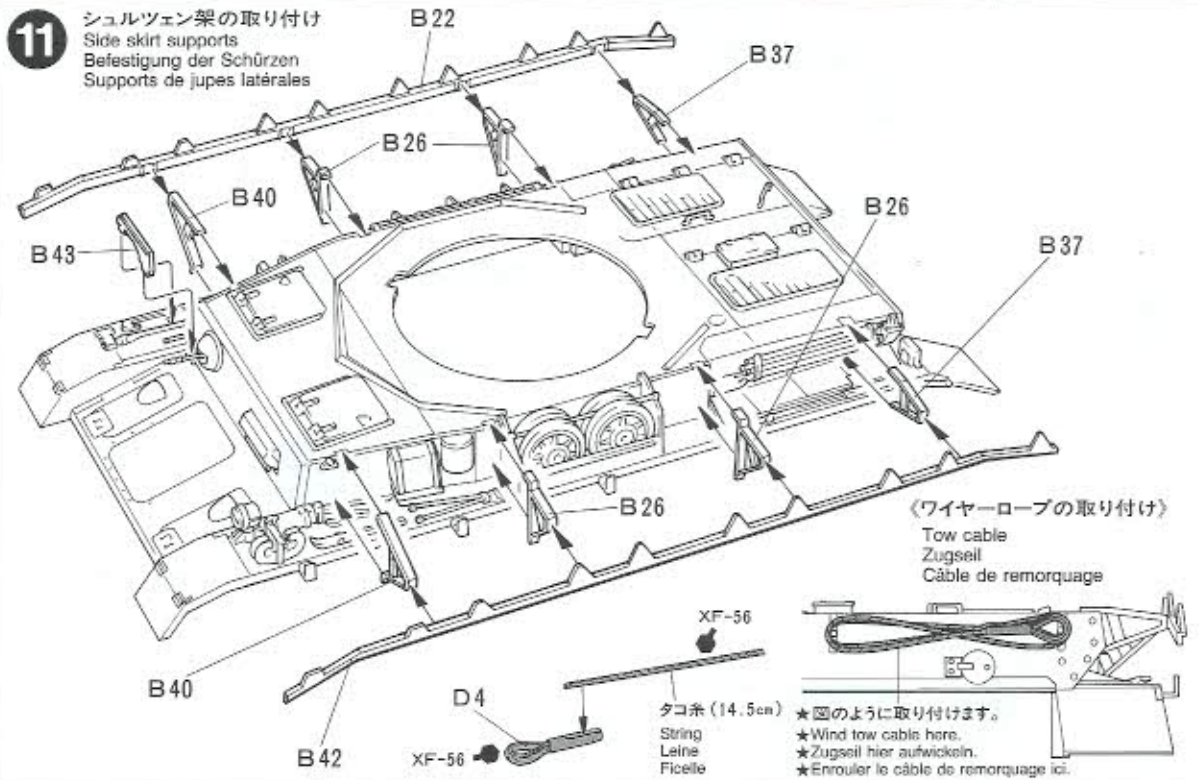 11
シュルツェン架の取り付け
Side skirt supports
Befestigung der Schürzen
Supports de jupes latérales
B22
B37
B26
B40
B43
B26
B37
B26
B40
B42
《ワイヤーロープの取り付け》
Tow cable
Zugseil
Câble de remorquage
XF-56
D4
XF-56
タコ糸 (14.5cm)
String
Leine
Ficelle
★図のように取り付けます。
★Wind tow cable here.
★Zugseil hier aufwickeln.
★Enrouler le câble de remorquage ici.